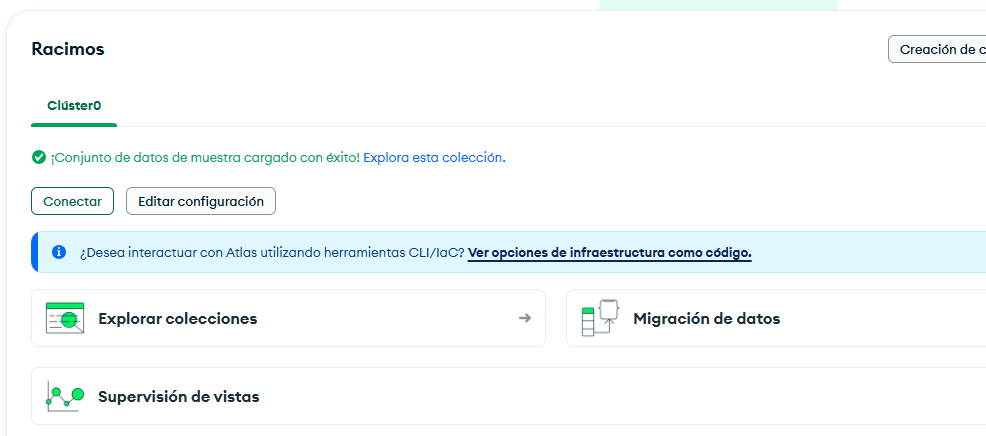 Racimos
Creación de c
Clúster0
¡Conjunto de datos de muestra cargado con éxito! Explora esta colección.
Conectar
Editar configuración
¿Desea interactuar con Atlas utilizando herramientas CLI/IaC? Ver opciones de infraestructura como código.
Explorar colecciones
Migración de datos
Supervisión de vistas